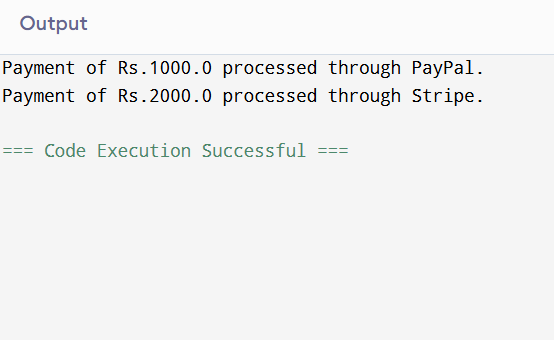 Output
Payment of Rs.1000.0 processed through PayPal.
Payment of Rs.2000.0 processed through Stripe.
=== Code Execution Successful ===